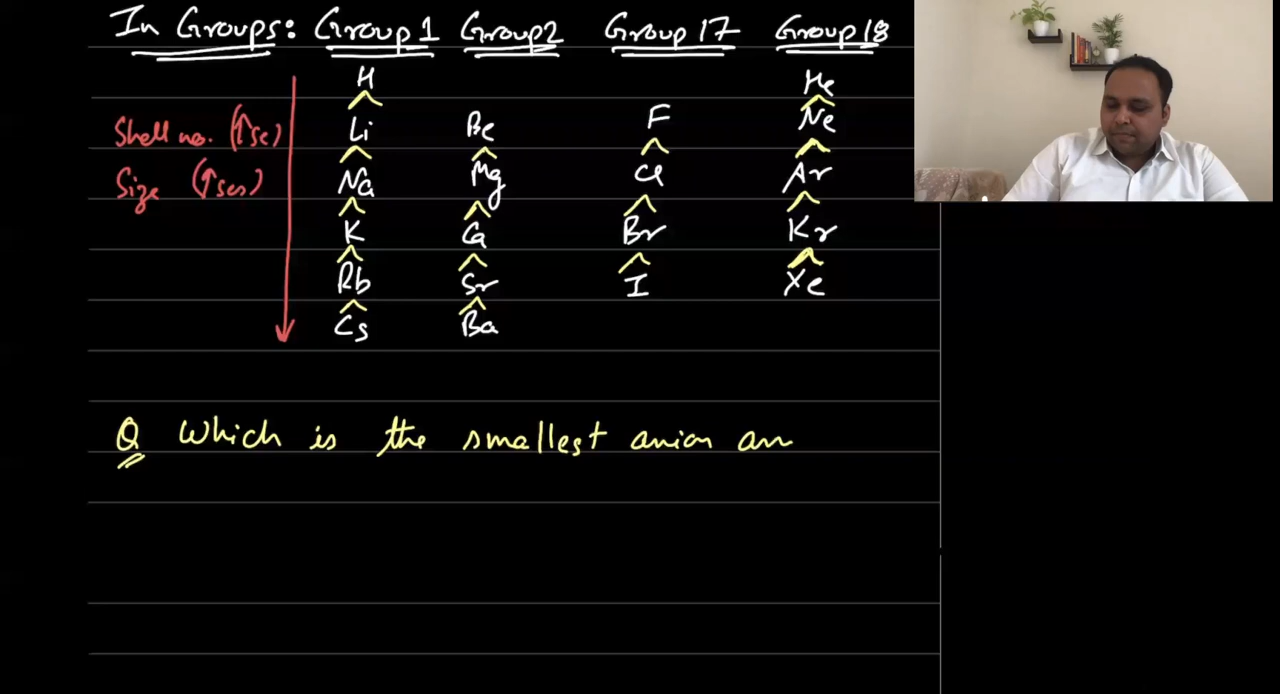 In Groups: Group 1 Group 2 Group 17 Group 18
H He
Shell no. (↑se) Li Be F Ne
Size (↑ses) Na Mg Cl Ar
K Ca Br Kr
Rb Sr I Xe
Cs Ba
Q Which is the smallest anion an